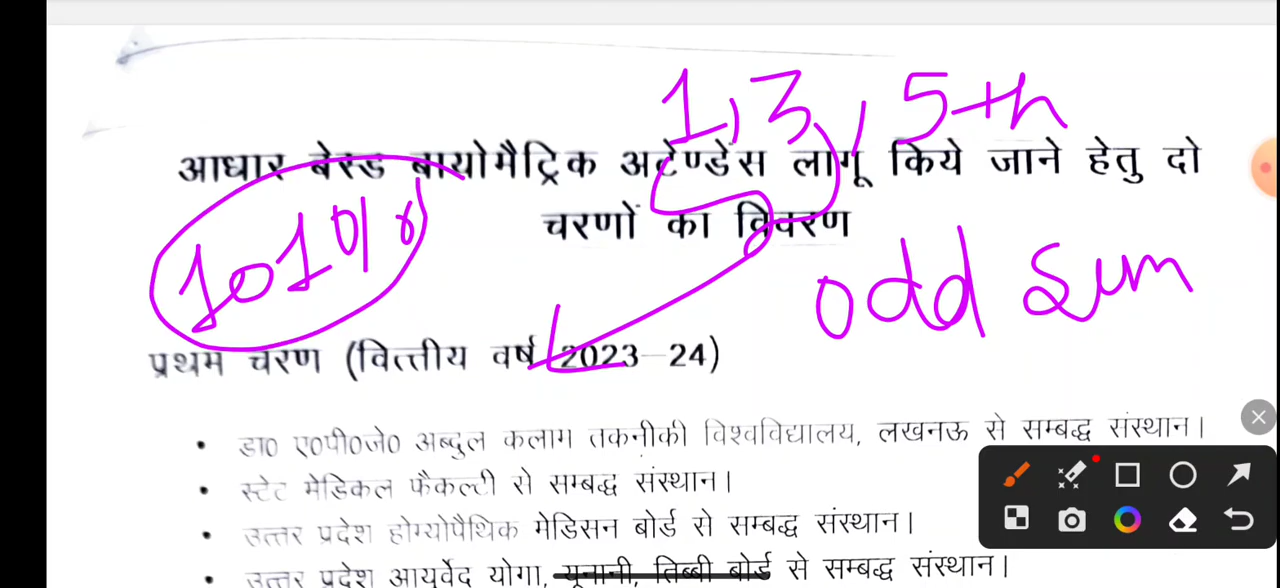 1, 3, 5th
आधार बेस्ड बायोमैट्रिक अटेण्डेंस लागू किये जाने हेतु दो
चरणों का विवरण
odd sum
प्रथम चरण (वित्तीय वर्ष 2023-24)
• डा० ए०पी०जे० अब्दुल कलाम तकनीकी विश्वविद्यालय, लखनऊ से सम्बद्ध संस्थान।
• स्टेट मेडिकल फैकल्टी से सम्बद्ध संस्थान।
• उत्तर प्रदेश होम्योपैथिक मेडिसन बोर्ड से सम्बद्ध संस्थान।
• उत्तर प्रदेश आयुर्वेद योगा, यूनानी, तिब्बी बोर्ड से सम्बद्ध संस्थान।